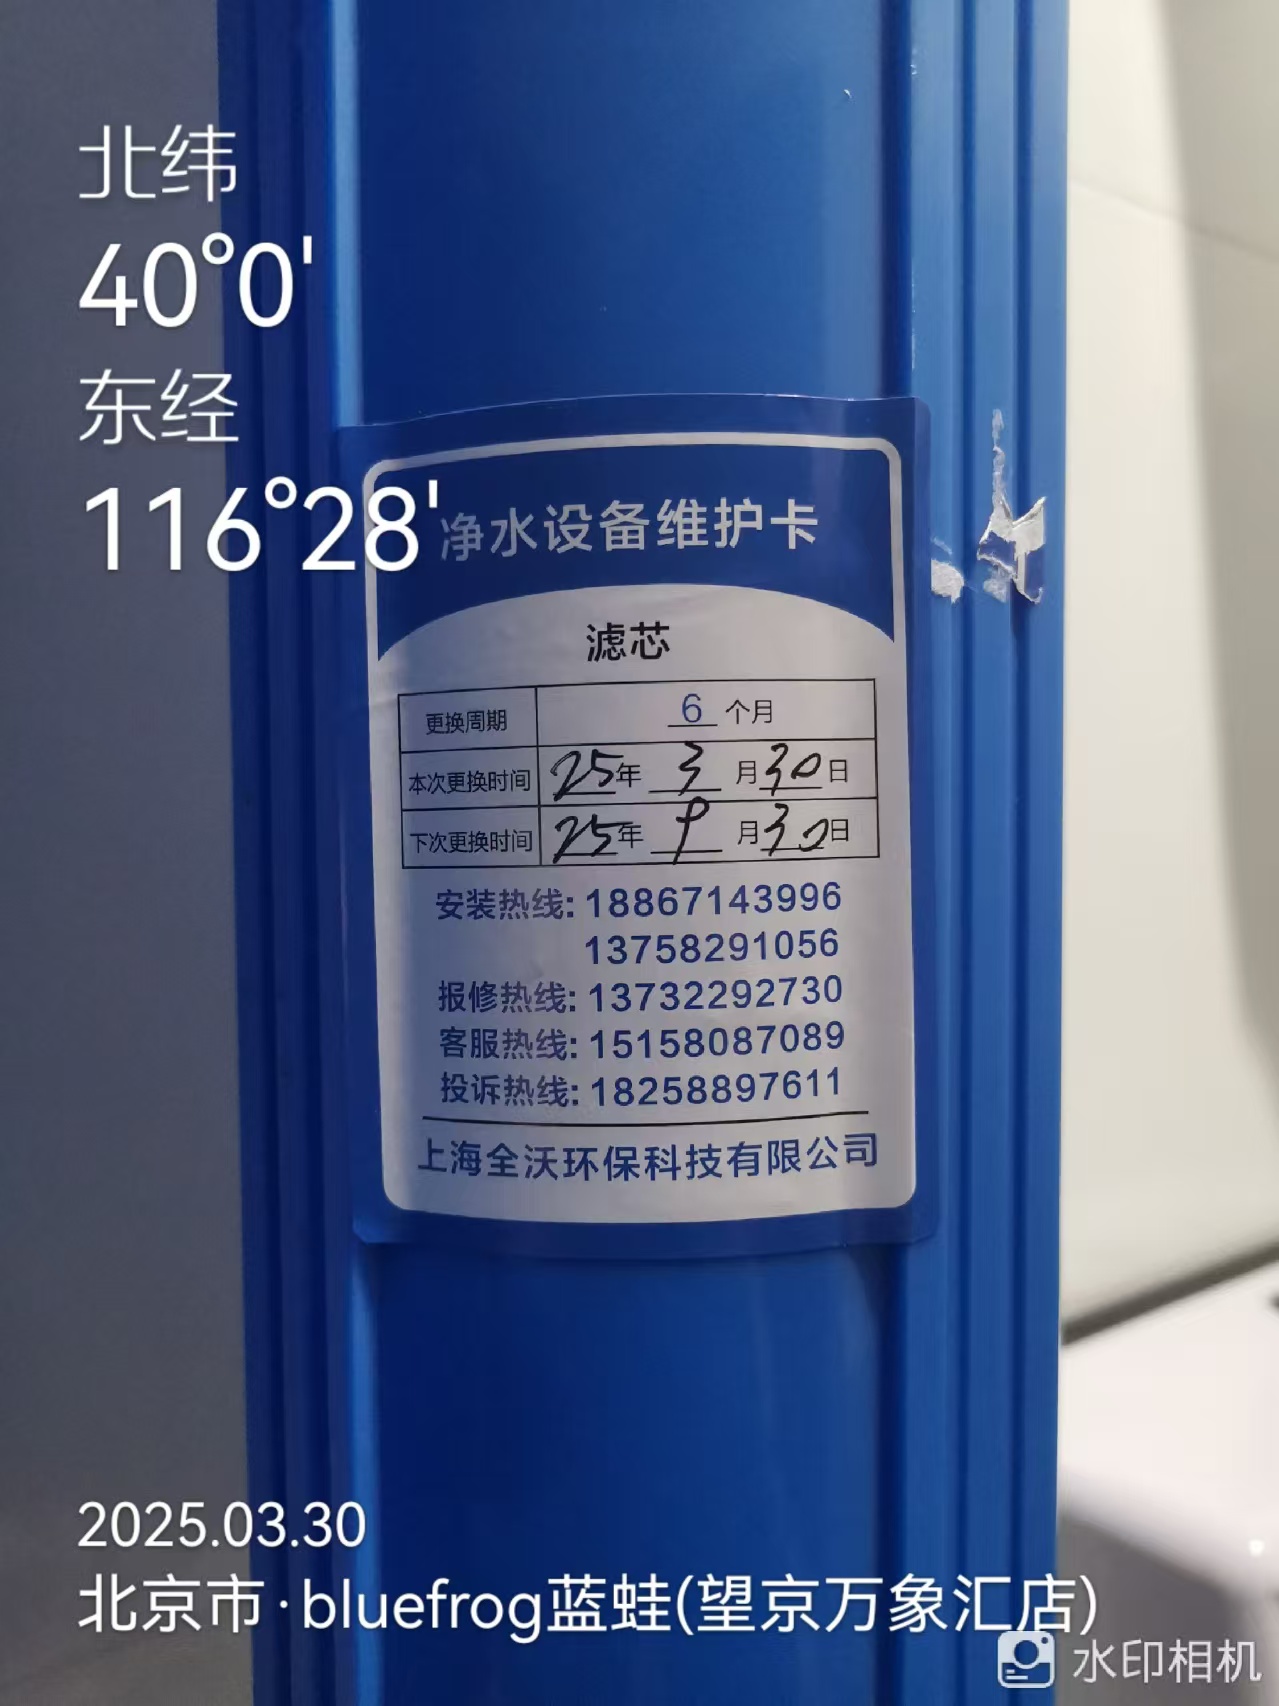 北纬
40°0'
东经
116°28'
净水设备维护卡
滤芯
更换周期 6 个月
本次更换时间 25年 3 月 30 日
下次更换时间 25年 9 月 30 日
安装热线: 18867143996
13758291056
报修热线: 13732292730
客服热线: 15158087089
投诉热线: 18258897611
上海全沃环保科技有限公司
2025.03.30
北京市·bluefrog蓝蛙(望京万象汇店)
水印相机